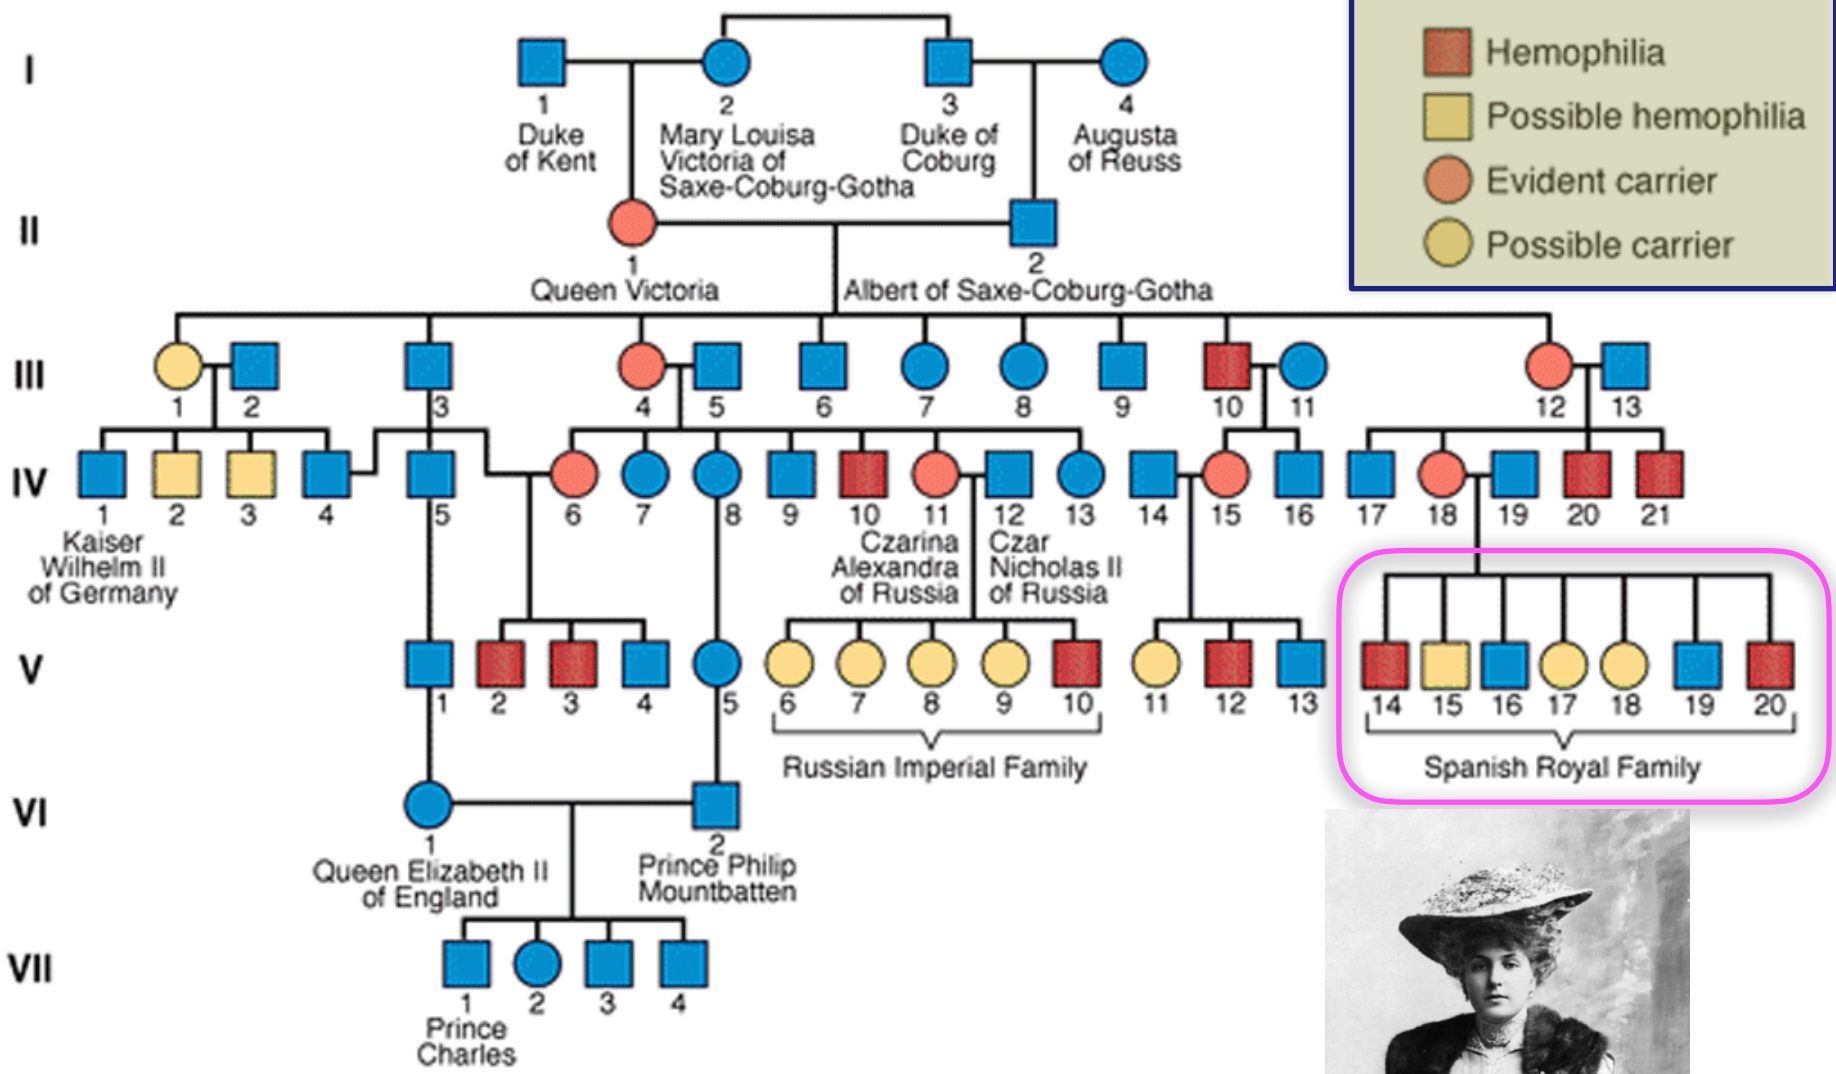 Hemophilia
Possible hemophilia
Evident carrier
Possible carrier
I
1 2 3 4
Duke
of Kent
Mary Louisa
Victoria of
Saxe-Coburg-Gotha
Duke of
Coburg
Augusta
of Reuss
II
1
Queen Victoria
2
Albert of Saxe-Coburg-Gotha
III
1 2 3 4 5 6 7 8 9 10 11 12 13
IV
1 2 3 4 5 6 7 8 9 10 11 12 13 14 15 16 17 18 19 20 21
Kaiser
Wilhelm II
of Germany
Czarina
Alexandra
of Russia
Czar
Nicholas II
of Russia
V
1 2 3 4 5 6 7 8 9 10 11 12 13 14 15 16 17 18 19 20
Russian Imperial Family
Spanish Royal Family
VI
1
Queen Elizabeth II
of England
2
Prince Philip
Mountbatten
VII
1 2 3 4
Prince
Charles